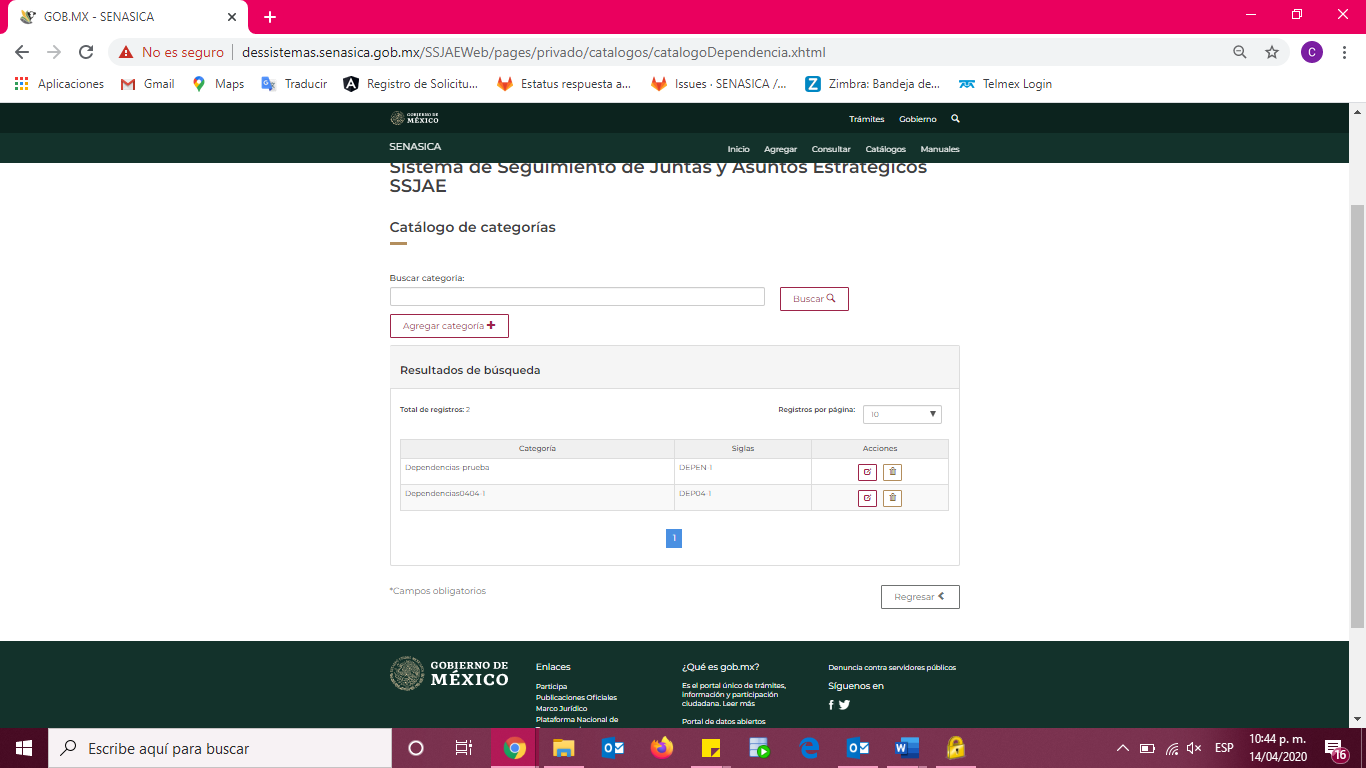 GOB.MX - SENASICA
No es seguro
dessistemas.senasica.gob.mx/SSJAEWeb/pages/privado/catalogos/catalogoDependencia.xhtml
C
Aplicaciones Gmail Maps Traducir Registro de Solicitu... Estatus respuesta a... Issues · SENASICA /... Zimbra: Bandeja de... Telmex Login
GOBIERNO DE MÉXICO Trámites Gobierno
SENASICA Inicio Agregar Consultar Catálogos Manuales
Sistema de Seguimiento de Juntas y Asuntos Estratégicos
SSJAE
Catálogo de categorías
Buscar categoría:
Buscar
Agregar categoría
Resultados de búsqueda
Total de registros: 2 Registros por página: 10
Categoría Siglas Acciones
Dependencias-prueba DEPEN-1
Dependencias0404-1 DEP04-1
1
*Campos obligatorios
Regresar
GOBIERNO DE MÉXICO
Enlaces
Participa
Publicaciones Oficiales
Marco Jurídico
Plataforma Nacional de
¿Qué es gob.mx?
Es el portal único de trámites,
información y participación
ciudadana. Leer más
Portal de datos abiertos
Denuncia contra servidores públicos
Síguenos en
Escribe aquí para buscar
ESP
10:44 p. m.
14/04/2020
16